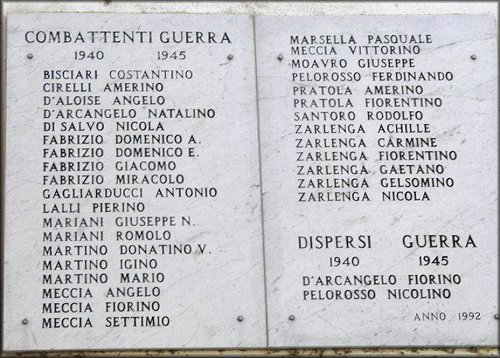 COMBATTENTI GUERRA
1940 1945
BISCIARI COSTANTINO
CIRELLI AMERINO
D'ALOISE ANGELO
D'ARCANGELO NATALINO
DI SALVO NICOLA
FABRIZIO DOMENICO A.
FABRIZIO DOMENICO E.
FABRIZIO GIACOMO
FABRIZIO MIRACOLO
GAGLIARDUCCI ANTONIO
LALLI PIERINO
MARIANI GIUSEPPE N.
MARIANI ROMOLO
MARTINO DONATINO V.
MARTINO IGINO
MARTINO MARIO
MECCIA ANGELO
MECCIA FIORINO
MECCIA SETTIMIO
MARSELLA PASQUALE
MECCIA VITTORINO
MOAVRO GIUSEPPE
PELOROSSO FERDINANDO
PRATOLA AMERINO
PRATOLA FIORENTINO
SANTORO RODOLFO
ZARLENGA ACHILLE
ZARLENGA CARMINE
ZARLENGA FIORENTINO
ZARLENGA GAETANO
ZARLENGA GELSOMINO
ZARLENGA NICOLA
DISPERSI GUERRA
1940 1945
D'ARCANGELO FIORINO
PELOROSSO NICOLINO
ANNO 1992